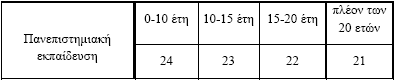 0-10 έτη 10-15 έτη 15-20 έτη πλέον των 20 ετών
Πανεπιστημιακή εκπαίδευση 24 23 22 21